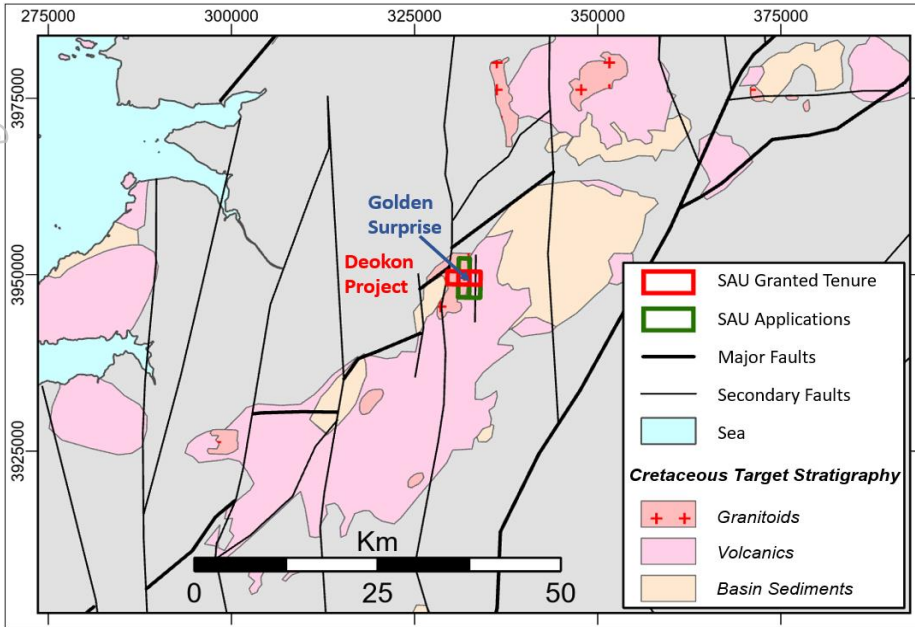 275000 300000 325000 350000 375000
3975000
3950000
3925000
Golden
Surprise
Deokon
Project
SAU Granted Tenure
SAU Applications
Major Faults
Secondary Faults
Sea
Cretaceous Target Stratigraphy
Granitoids
Volcanics
Basin Sediments
Km
0 25 50